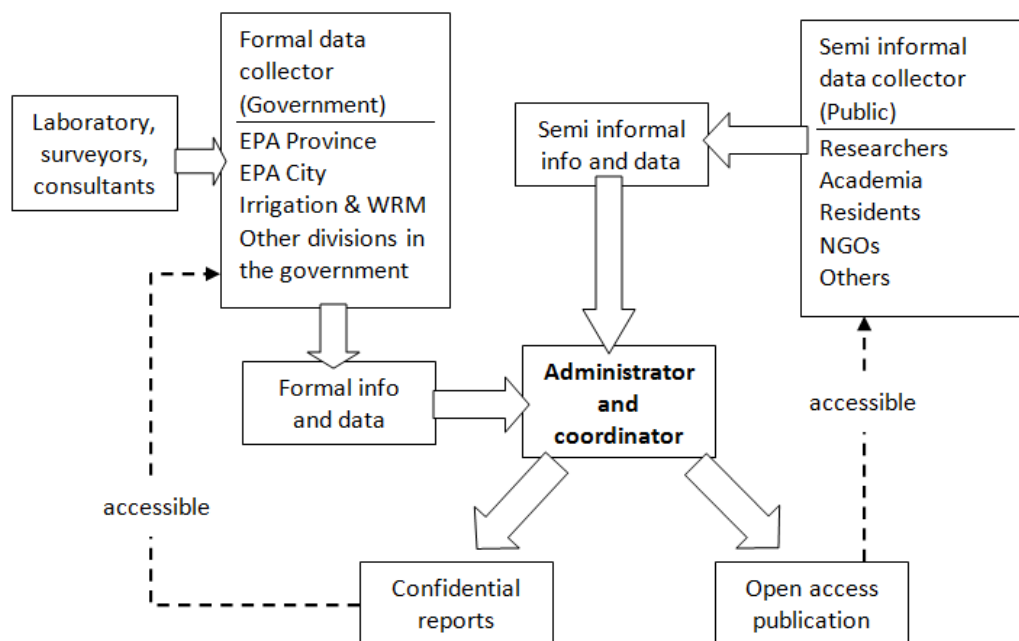 Laboratory,
surveyors,
consultants
Formal data
collector
(Government)
EPA Province
EPA City
Irrigation & WRM
Other divisions in
the government
Semi informal
info and data
Semi informal
data collector
(Public)
Researchers
Academia
Residents
NGOs
Others
Formal info
and data
Administrator
and
coordinator
accessible
accessible
Confidential
reports
Open access
publication